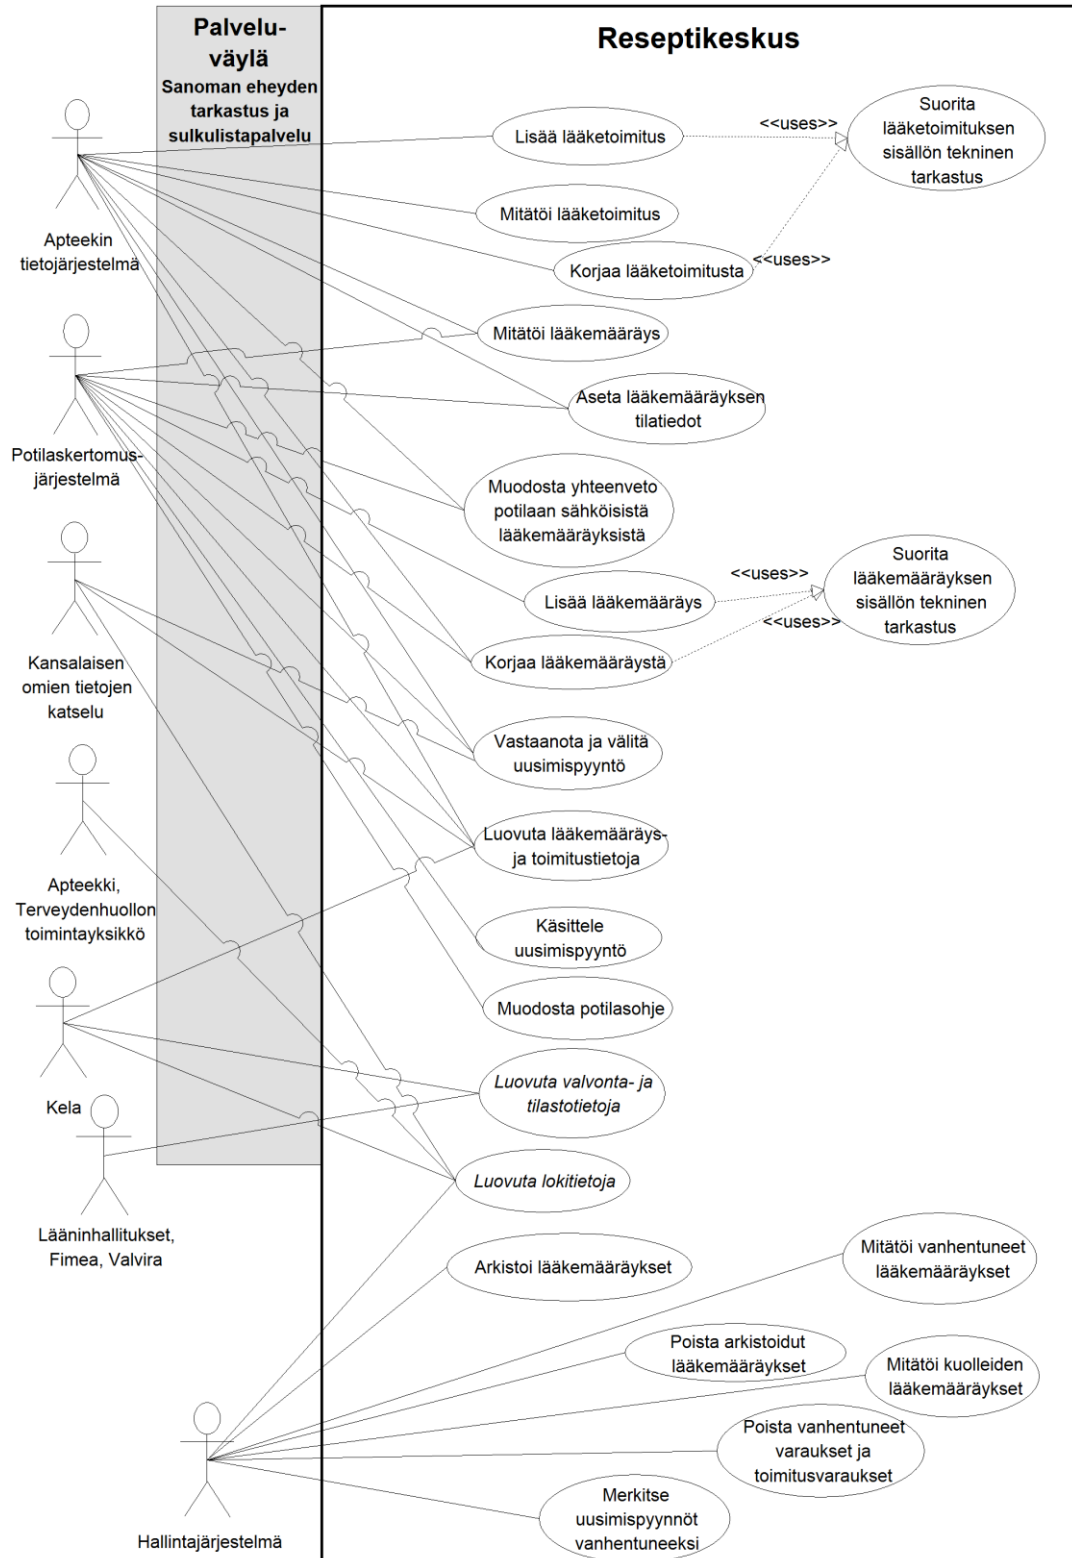 Palvelu-
väylä
Sanoman eheyden
tarkastus ja
sulkulistapalvelu
Reseptikeskus
Apteekin
tietojärjestelmä
Potilaskertomus-
järjestelmä
Kansalaisen
omien tietojen
katselu
Apteekki,
Terveydenhuollon
toimintayksikkö
Kela
Lääninhallitukset,
Fimea, Valvira
Hallintajärjestelmä
Lisää lääketoimitus
<<uses>>
Suorita
lääketoimituksen
sisällön tekninen
tarkastus
Mitätöi lääketoimitus
Korjaa lääketoimitusta
<<uses>>
Mitätöi lääkemääräys
Aseta lääkemääräyksen
tilatiedot
Muodosta yhteenveto
potilaan sähköisistä
lääkemääräyksistä
Lisää lääkemääräys
<<uses>>
Suorita
lääkemääräyksen
sisällön tekninen
tarkastus
Korjaa lääkemääräystä
<<uses>>
Vastaanota ja välitä
uusimispyyntö
Luovuta lääkemääräys-
ja toimitustietoja
Käsittele
uusimispyyntö
Muodosta potilasohje
Luovuta valvonta- ja
tilastotietoja
Luovuta lokitietoja
Arkistoi lääkemääräykset
Mitätöi vanhentuneet
lääkemääräykset
Poista arkistoidut
lääkemääräykset
Mitätöi kuolleiden
lääkemääräykset
Poista vanhentuneet
varaukset ja
toimitusvaraukset
Merkitse
uusimispyynnöt
vanhentuneeksi